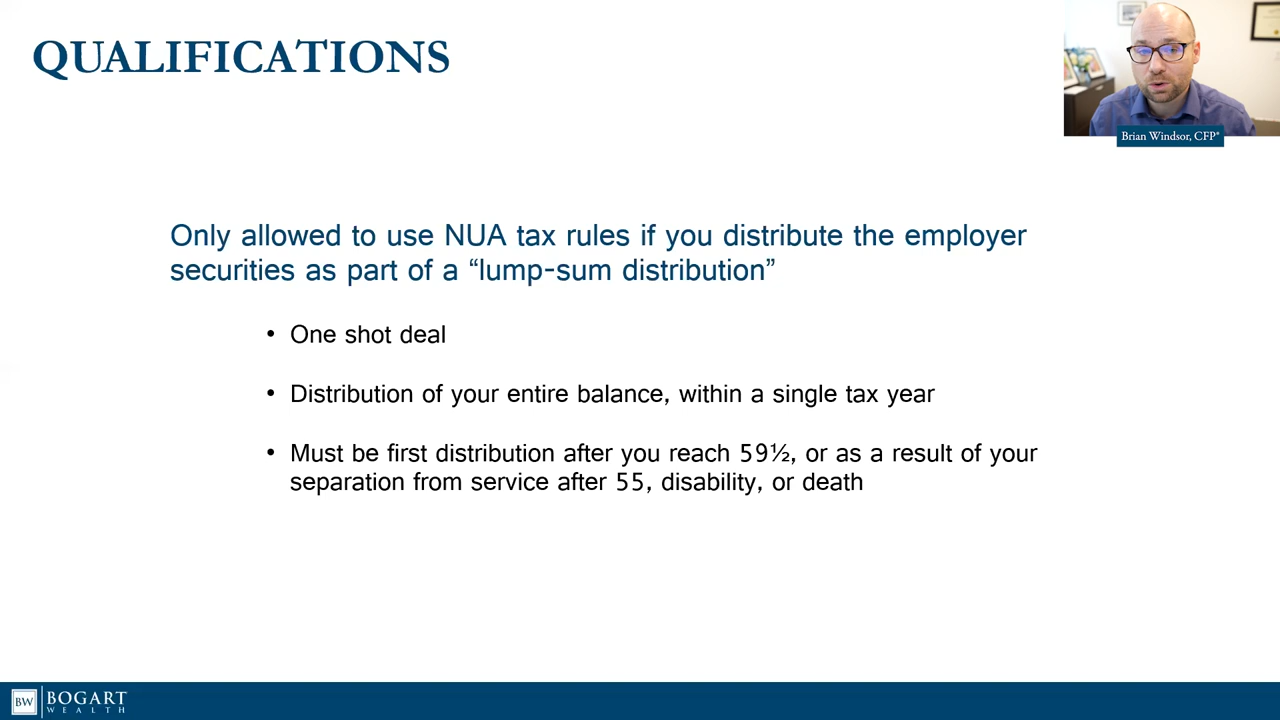 QUALIFICATIONS
Brian Windsor, CFP®
Only allowed to use NUA tax rules if you distribute the employer
securities as part of a “lump-sum distribution”
• One shot deal
• Distribution of your entire balance, within a single tax year
• Must be first distribution after you reach 59½, or as a result of your
separation from service after 55, disability, or death
BW
BOGART
WEALTH